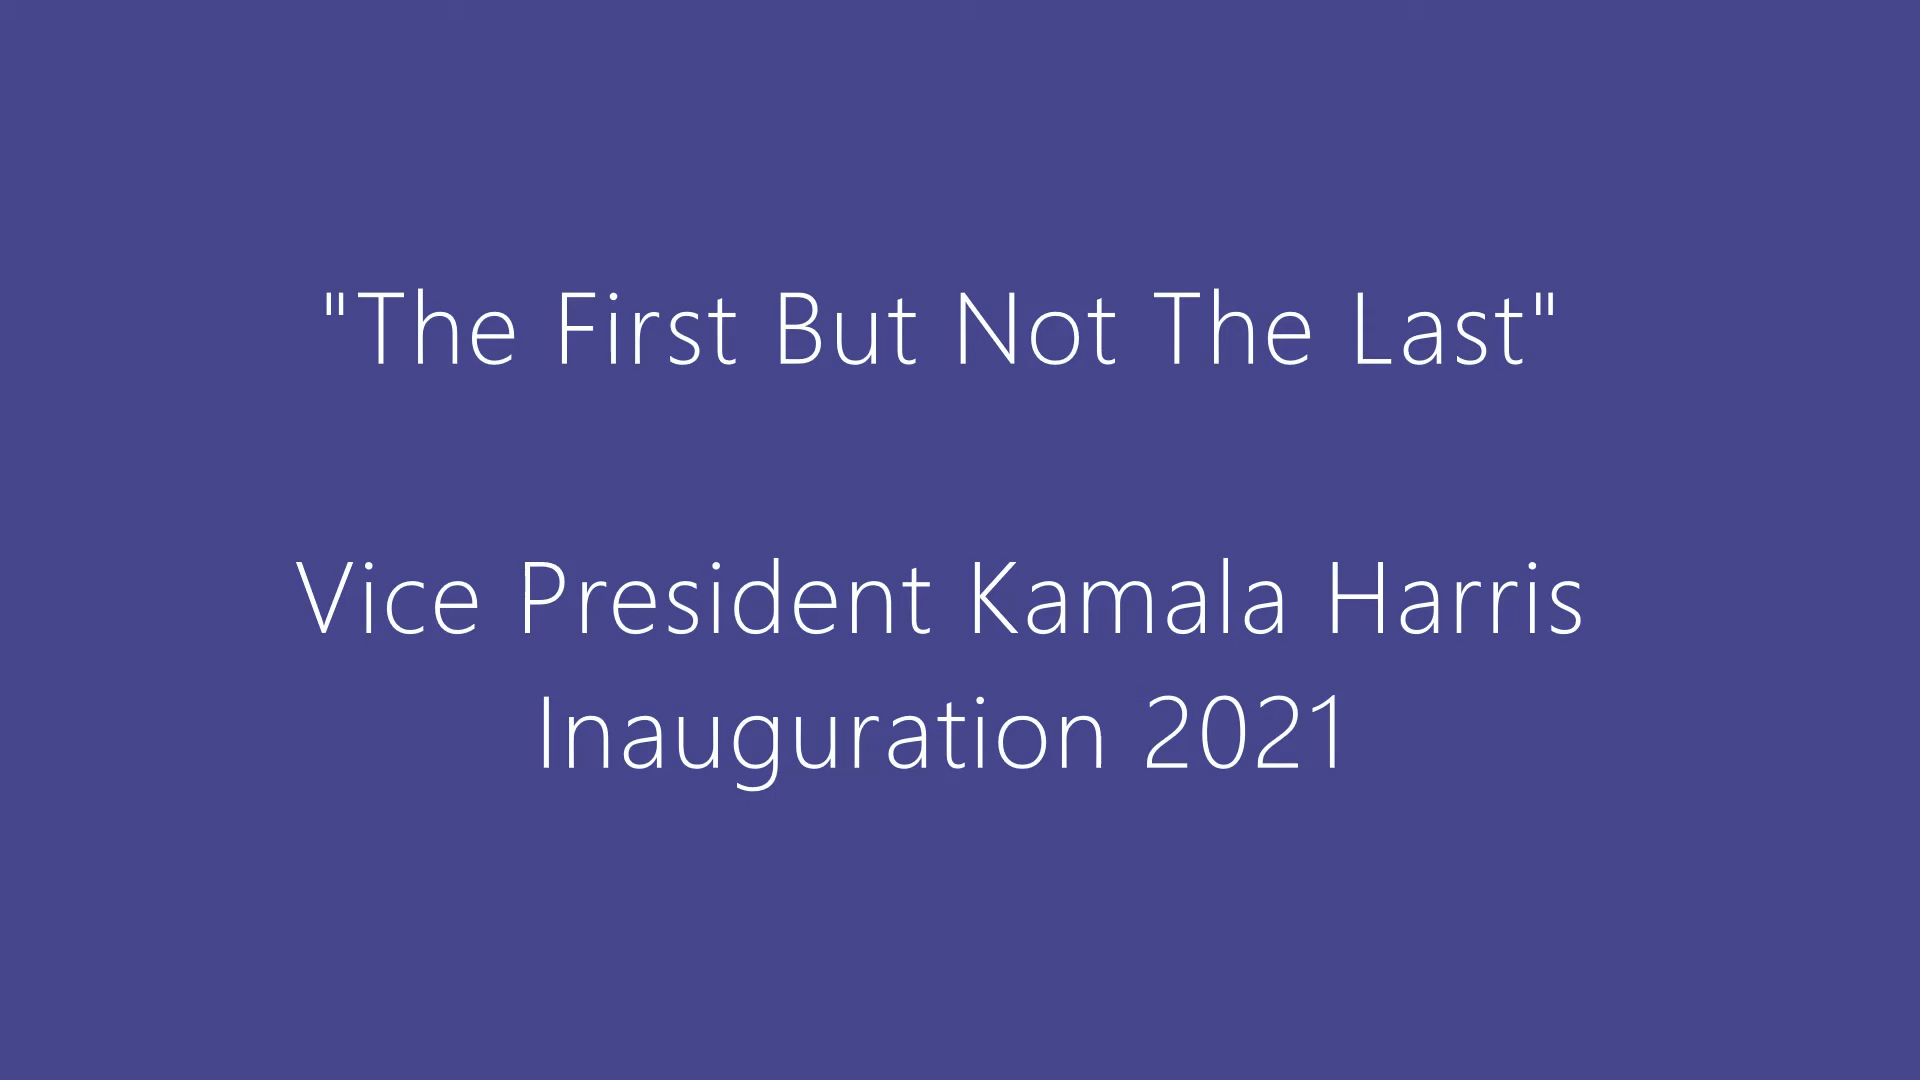 "The First But Not The Last"
Vice President Kamala Harris
Inauguration 2021